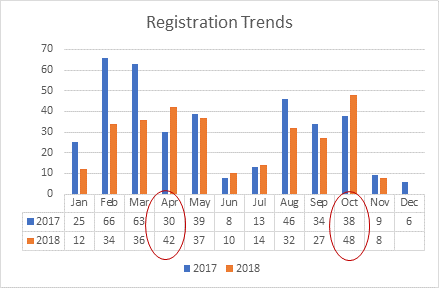 Registration Trends
70
60
50
40
30
20
10
0
Jan Feb Mar Apr May Jun Jul Aug Sep Oct Nov Dec
2017 25 66 63 30 39 8 13 46 34 38 9 6
2018 12 34 36 42 37 10 14 32 27 48 8
2017 2018